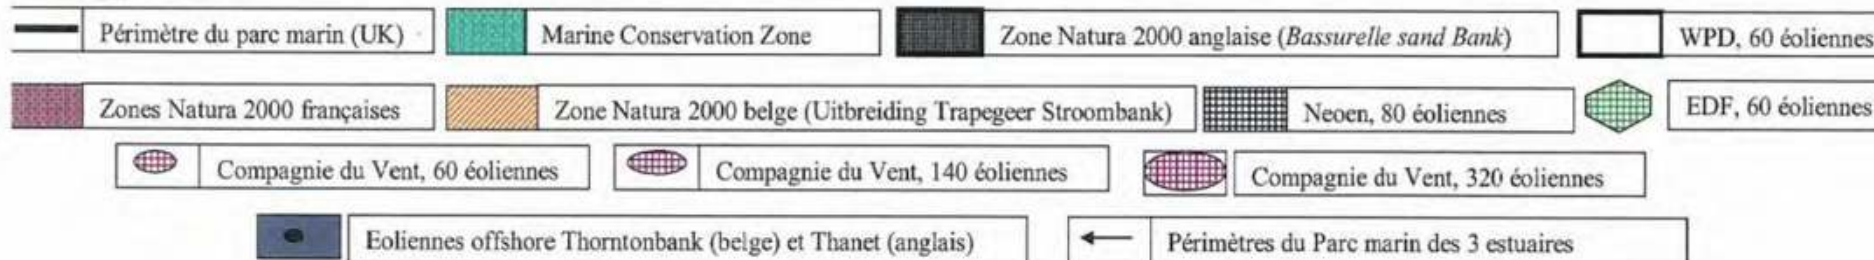 Périmètre du parc marin (UK)
Marine Conservation Zone
Zone Natura 2000 anglaise (Bassurelle sand Bank)
WPD, 60 éoliennes
Zones Natura 2000 françaises
Zone Natura 2000 belge (Uitbreiding Trapegeer Stroombank)
Neoen, 80 éoliennes
EDF, 60 éoliennes
Compagnie du Vent, 60 éoliennes
Compagnie du Vent, 140 éoliennes
Compagnie du Vent, 320 éoliennes
Eoliennes offshore Thorntonbank (belge) et Thanet (anglais)
Périmètres du Parc marin des 3 estuaires